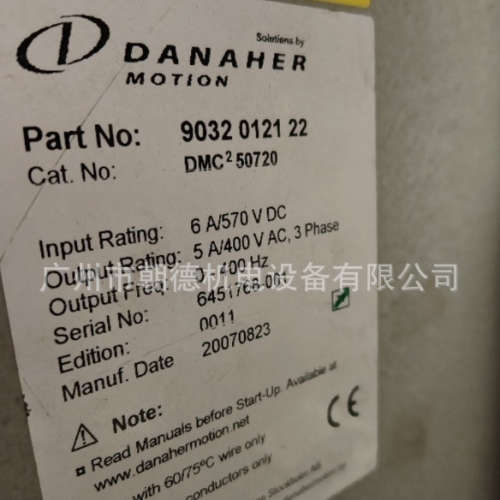 Solutions by
DANAHER
MOTION
Part No: 9032 0121 22
Cat. No: DMC² 50720
Input Rating: 6 A/570 V DC
Output Rating: 5 A/400 V AC, 3 Phase
Output Freq: 0 - 400 Hz
Serial No: 6451768-001
Edition: 0011
Manuf. Date 20070823
广州市朝德机电设备有限公司
Note:
Read Manuals before Start-Up. Available at
www.danahermotion.net
with 60/75°C wire only
conductors only
CE